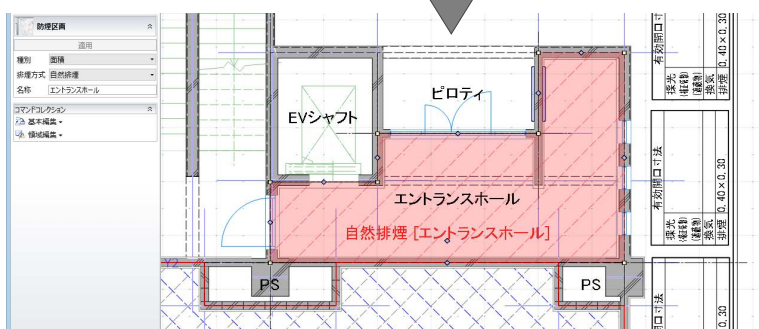 防煙区画
適用
種別 面積
排煙方式 自然排煙
名称 エントランスホール
コマンドコレクション
基本編集
領域編集
EVシャフト
ピロティ
エントランスホール
自然排煙 [エントランスホール]
Y2
PS
PS
有効開口寸法
採光
換気
排煙
0.40×0.30
有効開口寸法
採光
換気
排煙
0.40×0.30
口寸法
0.30